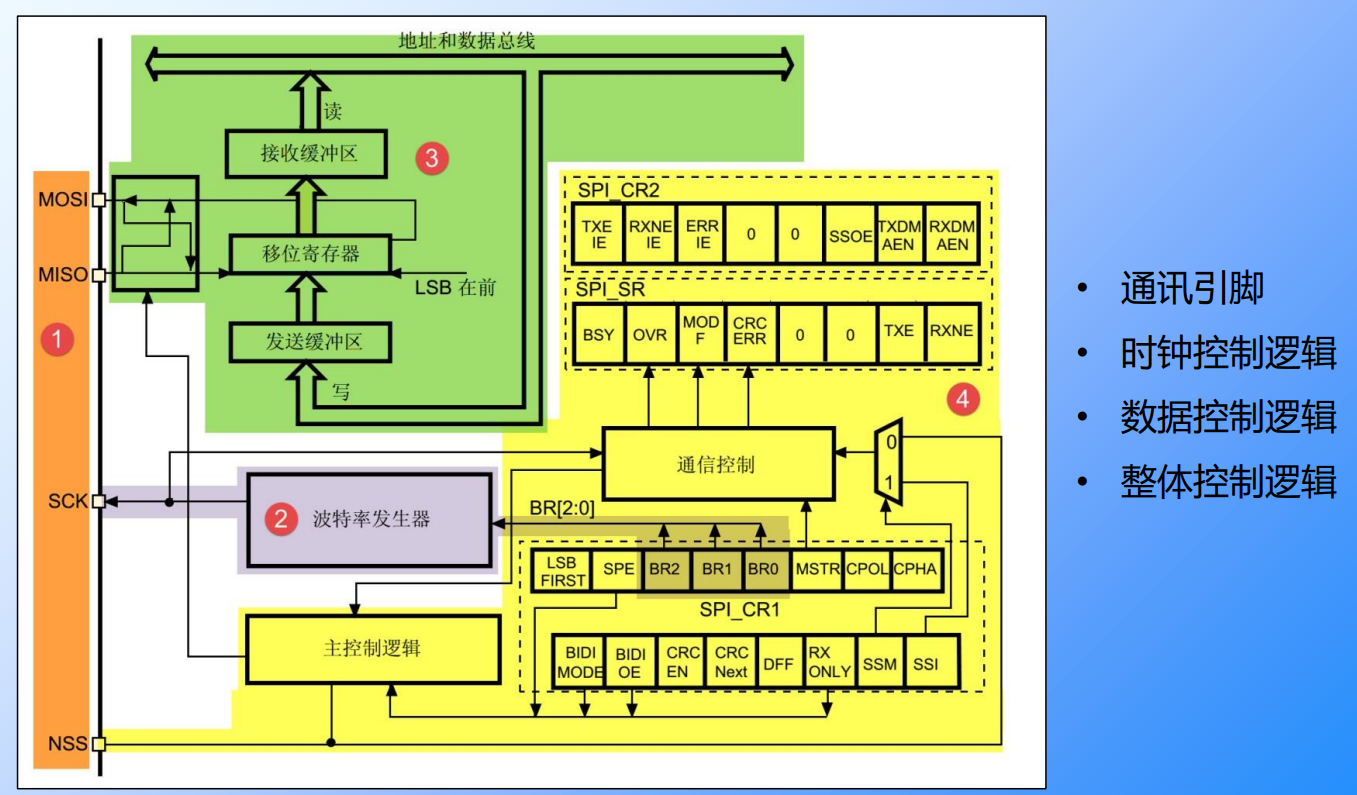 地址和数据总线
读
接收缓冲区
3
MOSI
移位寄存器
MISO
LSB 在前
1
发送缓冲区
写
SPI_CR2
TXE IE
RXNE IE
ERR IE
0
0
SSOE
TXDM AEN
RXDM AEN
SPI_SR
BSY
OVR
MOD F
CRC ERR
0
0
TXE
RXNE
4
通信控制
0
1
SCK
2
波特率发生器
BR[2:0]
LSB FIRST
SPE
BR2
BR1
BR0
MSTR
CPOL
CPHA
SPI_CR1
主控制逻辑
BIDI MODE
BIDI OE
CRC EN
CRC Next
DFF
RX ONLY
SSM
SSI
NSS
• 通讯引脚
• 时钟控制逻辑
• 数据控制逻辑
• 整体控制逻辑